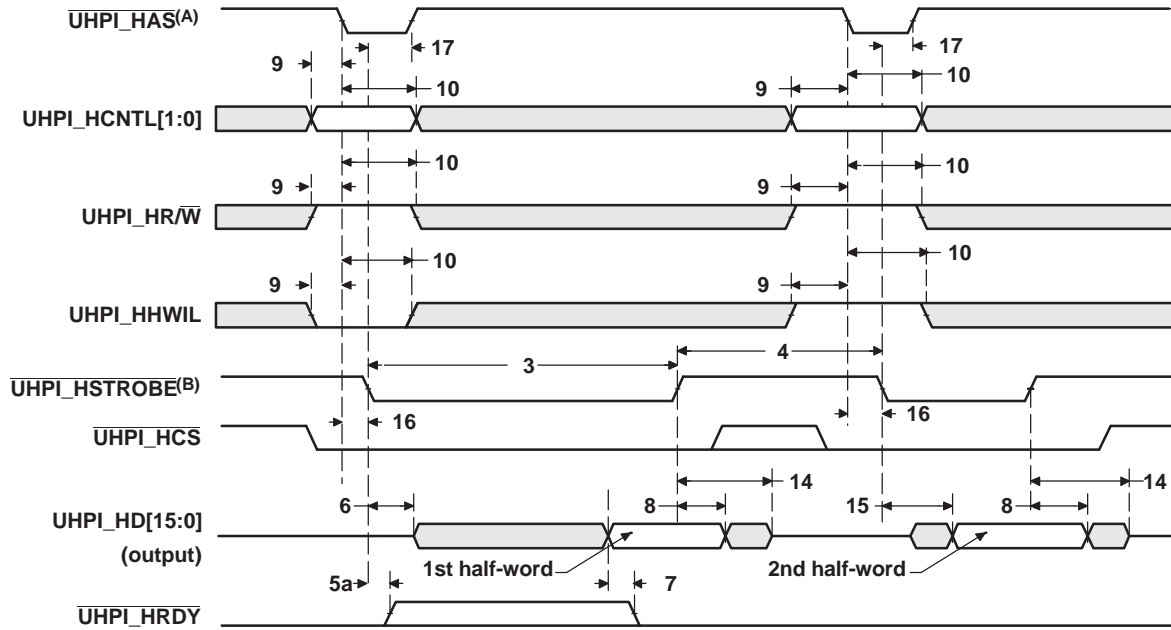 UHPI_HAS(A)
17
17
9
10
9
10
UHPI_HCNTL[1:0]
10
10
9
9
UHPI_HR/W
10
10
9
9
UHPI_HHWIL
3
4
UHPI_HSTROBE(B)
16
16
UHPI_HCS
14
14
6
8
15
8
UHPI_HD[15:0]
(output)
1st half-word
2nd half-word
5a
7
UHPI_HRDY